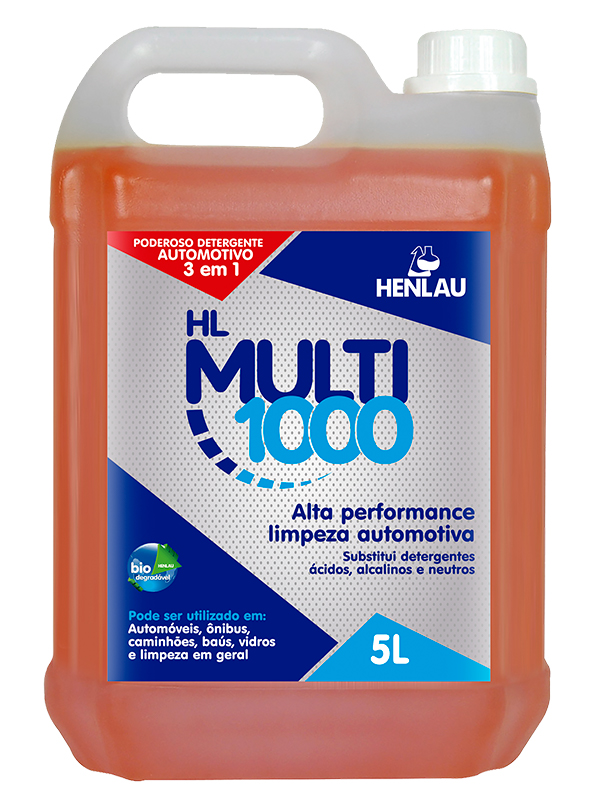 PODEROSO DETERGENTE
AUTOMOTIVO
3 em 1
HENLAU
HL
MULTI
1000
Alta performance
limpeza automotiva
Substitui detergentes
ácidos, alcalinos e neutros
bio
degradável
HENLAU
Pode ser utilizado em:
Automóveis, ônibus,
caminhões, baús, vidros
e limpeza em geral
5L